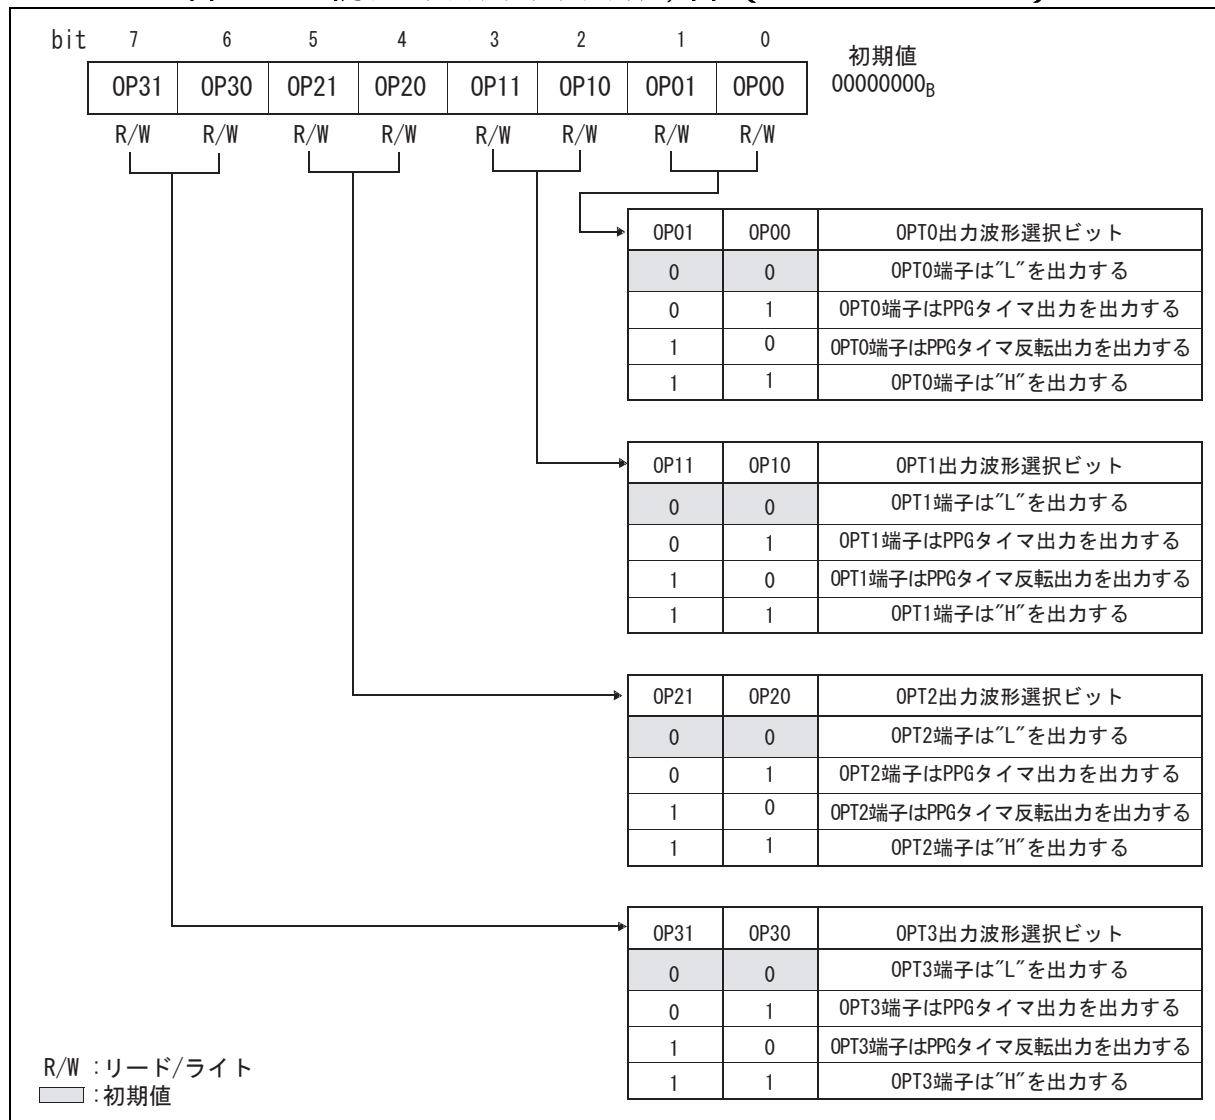 bit 7 6 5 4 3 2 1 0
初期値
OP31 OP30 OP21 OP20 OP11 OP10 OP01 OP00 00000000B
R/W R/W R/W R/W R/W R/W R/W R/W
OP01 OP00 OPT0出力波形選択ビット
0 0 OPT0端子は"L"を出力する
0 1 OPT0端子はPPGタイマ出力を出力する
1 0 OPT0端子はPPGタイマ反転出力を出力する
1 1 OPT0端子は"H"を出力する
OP11 OP10 OPT1出力波形選択ビット
0 0 OPT1端子は"L"を出力する
0 1 OPT1端子はPPGタイマ出力を出力する
1 0 OPT1端子はPPGタイマ反転出力を出力する
1 1 OPT1端子は"H"を出力する
OP21 OP20 OPT2出力波形選択ビット
0 0 OPT2端子は"L"を出力する
0 1 OPT2端子はPPGタイマ出力を出力する
1 0 OPT2端子はPPGタイマ反転出力を出力する
1 1 OPT2端子は"H"を出力する
OP31 OP30 OPT3出力波形選択ビット
0 0 OPT3端子は"L"を出力する
0 1 OPT3端子はPPGタイマ出力を出力する
1 0 OPT3端子はPPGタイマ反転出力を出力する
1 1 OPT3端子は"H"を出力する
R/W :リード/ライト
:初期値